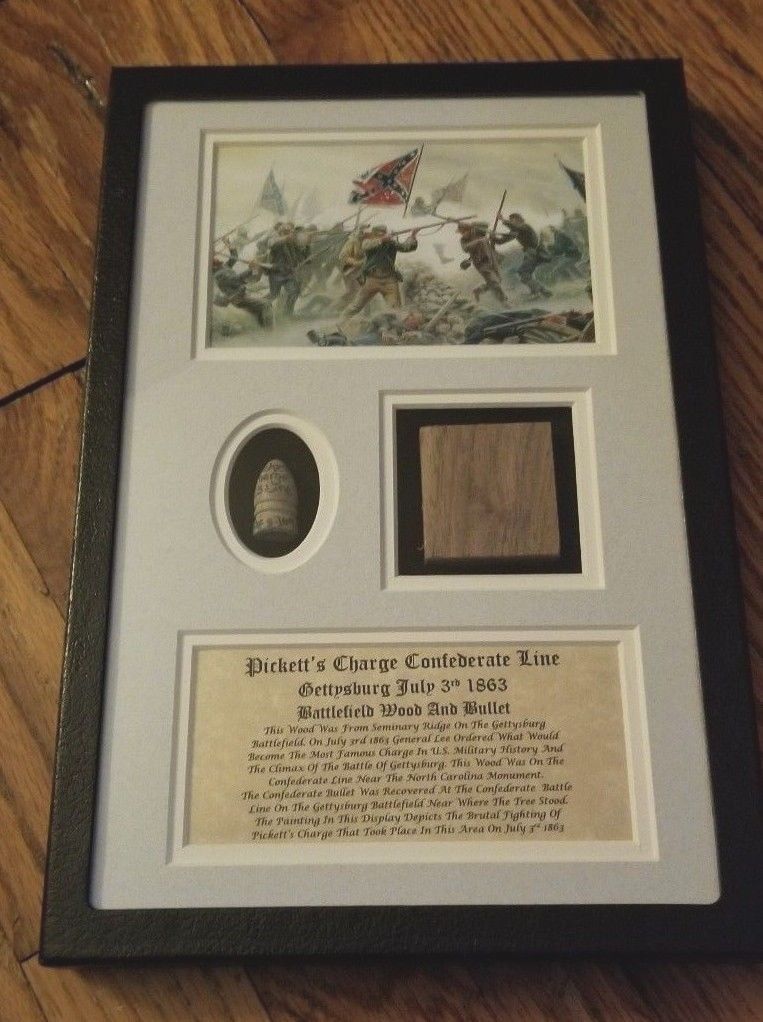 Pickett's Charge Confederate Line
Gettysburg July 3rd 1863
Battlefield Wood And Bullet
This Wood Was From Seminary Ridge On The Gettysburg
Battlefield. On July 3rd 1863 General Lee Ordered What Would
Become The Most Famous Charge In U.S. Military History And
The Climax Of The Battle Of Gettysburg. This Wood Was On The
Confederate Line Near The North Carolina Monument.
The Confederate Bullet Was Recovered At The Confederate Battle
Line On The Gettysburg Battlefield Near Where The Tree Stood.
The Painting In This Display Depicts The Brutal Fighting Of
Pickett's Charge That Took Place In This Area On July 3rd 1863